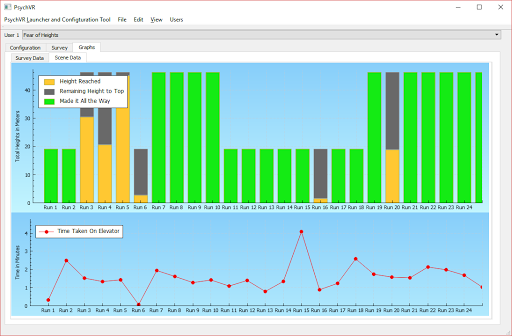 PsychVR
PsychVR Launcher and Configturation Tool File Edit View Users
User 1 Fear of Heights
Configuration Survey Graphs
Survey Data Scene Data
Height Reached
Remaining Height to Top
Made it All the Way
Total Heights in Meters
40
30
20
10
0
Run 1 Run 2 Run 3 Run 4 Run 5 Run 6 Run 7 Run 8 Run 9 Run 10 Run 11 Run 12 Run 13 Run 14 Run 15 Run 16 Run 17 Run 18 Run 19 Run 20 Run 21 Run 22 Run 23 Run 24
Time Taken On Elevator
Time in Minutes
4
3
2
1
0
Run 1 Run 2 Run 3 Run 4 Run 5 Run 6 Run 7 Run 8 Run 9 Run 10 Run 11 Run 12 Run 13 Run 14 Run 15 Run 16 Run 17 Run 18 Run 19 Run 20 Run 21 Run 22 Run 23 Run 24